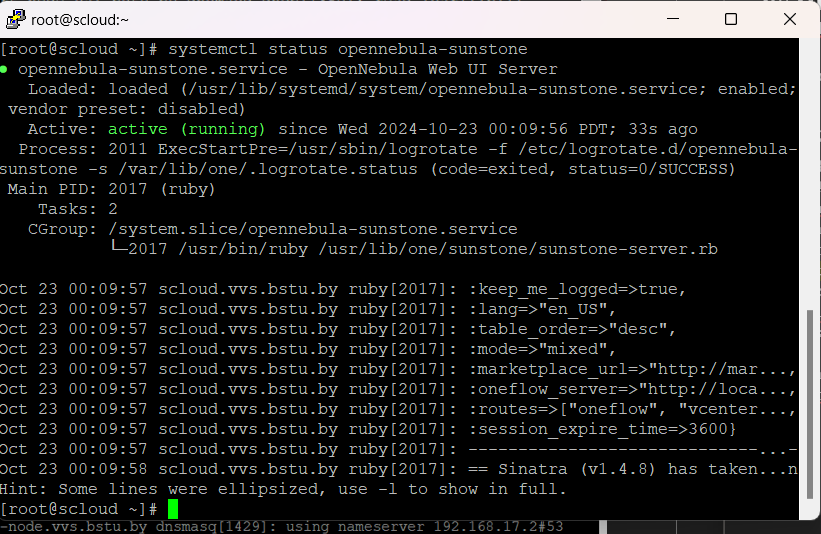 root@scloud:~
[root@scloud ~]# systemctl status opennebula-sunstone
● opennebula-sunstone.service - OpenNebula Web UI Server
   Loaded: loaded (/usr/lib/systemd/system/opennebula-sunstone.service; enabled;
 vendor preset: disabled)
   Active: active (running) since Wed 2024-10-23 00:09:56 PDT; 33s ago
  Process: 2011 ExecStartPre=/usr/sbin/logrotate -f /etc/logrotate.d/opennebula-
sunstone -s /var/lib/one/.logrotate.status (code=exited, status=0/SUCCESS)
 Main PID: 2017 (ruby)
    Tasks: 2
   CGroup: /system.slice/opennebula-sunstone.service
           └─2017 /usr/bin/ruby /usr/lib/one/sunstone/sunstone-server.rb
Oct 23 00:09:57 scloud.vvs.bstu.by ruby[2017]: :keep_me_logged=>true,
Oct 23 00:09:57 scloud.vvs.bstu.by ruby[2017]: :lang=>"en_US",
Oct 23 00:09:57 scloud.vvs.bstu.by ruby[2017]: :table_order=>"desc",
Oct 23 00:09:57 scloud.vvs.bstu.by ruby[2017]: :mode=>"mixed",
Oct 23 00:09:57 scloud.vvs.bstu.by ruby[2017]: :marketplace_url=>"http://mar...,
Oct 23 00:09:57 scloud.vvs.bstu.by ruby[2017]: :oneflow_server=>"http://loca...,
Oct 23 00:09:57 scloud.vvs.bstu.by ruby[2017]: :routes=>["oneflow", "vcenter...,
Oct 23 00:09:57 scloud.vvs.bstu.by ruby[2017]: :session_expire_time=>3600}
Oct 23 00:09:57 scloud.vvs.bstu.by ruby[2017]: -----------------------------...-
Oct 23 00:09:58 scloud.vvs.bstu.by ruby[2017]: == Sinatra (v1.4.8) has taken...n
Hint: Some lines were ellipsized, use -l to show in full.
[root@scloud ~]#
-node.vvs.bstu.by dnsmasq[1429]: using nameserver 192.168.17.2#53